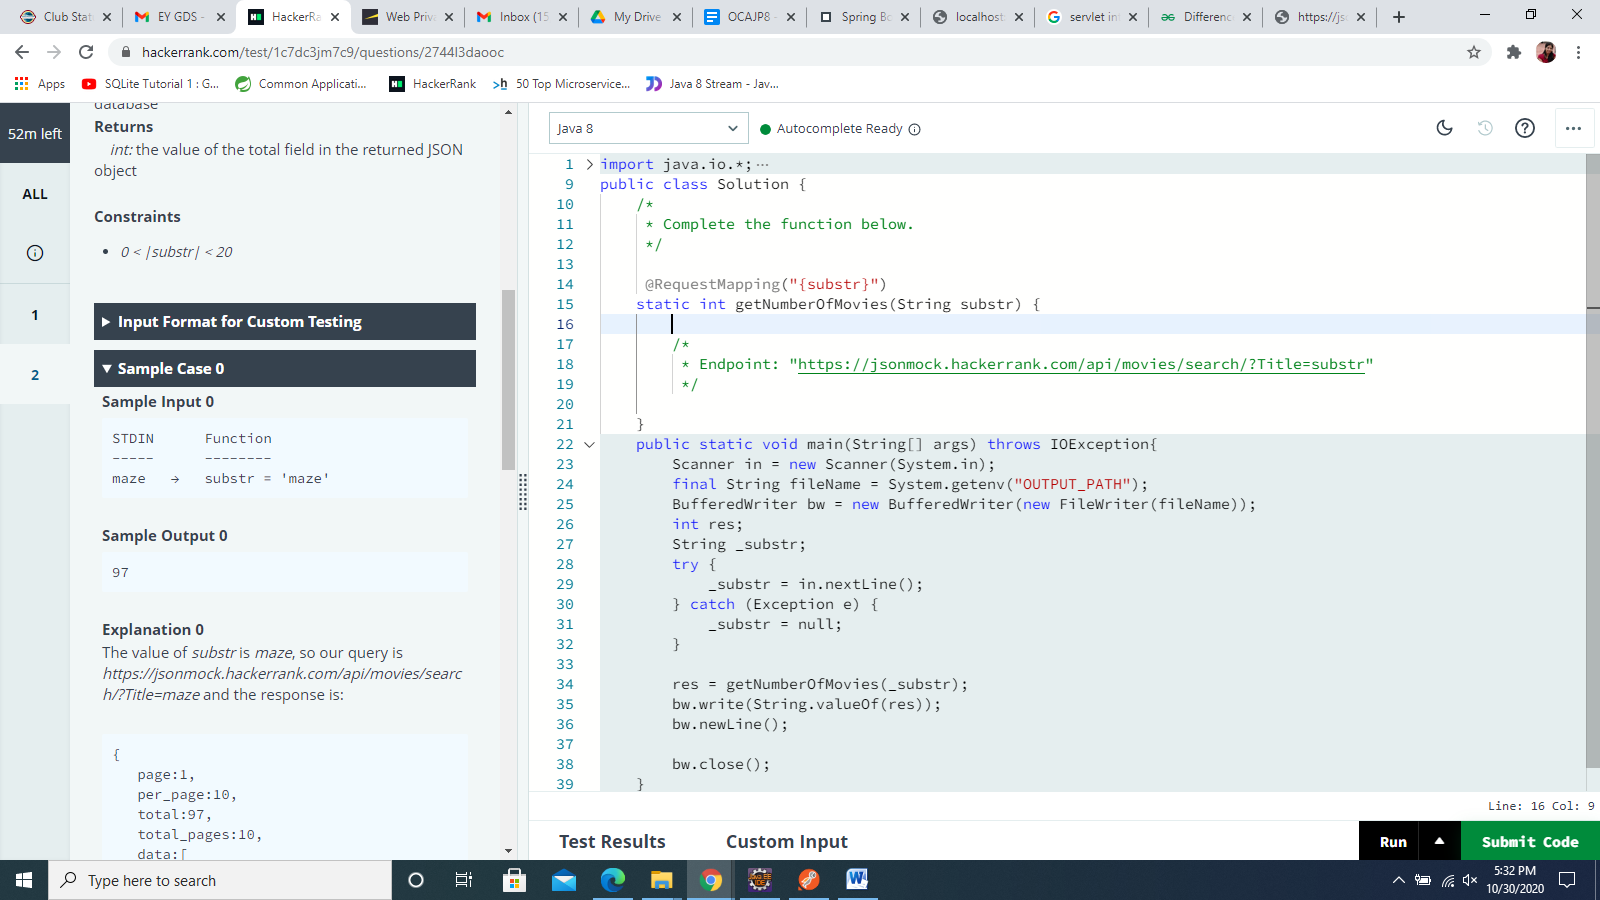 Club Stat
EY GDS -
HackerRa
Web Priva
Inbox (15
My Drive
OCAJP8 -
Spring Bo
localhost:
servlet in
Differenc
https://js
hackerrank.com/test/1c7dc3jm7c9/questions/2744l3daooc
Apps
SQLite Tutorial 1 : G...
Common Applicati...
HackerRank
50 Top Microservice...
Java 8 Stream - Jav...
52m left
ALL
1
2
database
Returns
int: the value of the total field in the returned JSON
object
Constraints
• 0 < |substr| < 20
Input Format for Custom Testing
Sample Case 0
Sample Input 0
STDIN Function
----- --------
maze → substr = 'maze'
Sample Output 0
97
Explanation 0
The value of substr is maze, so our query is
https://jsonmock.hackerrank.com/api/movies/searc
h/?Title=maze and the response is:
{
page:1,
per_page:10,
total:97,
total_pages:10,
data:[
Java 8
Autocomplete Ready
1 import java.io.*; ...
9 public class Solution {
10 /*
11 * Complete the function below.
12 */
13
14 @RequestMapping("{substr}")
15 static int getNumberOfMovies(String substr) {
16
17 /*
18 * Endpoint: "https://jsonmock.hackerrank.com/api/movies/search/?Title=substr"
19 */
20
21 }
22 public static void main(String[] args) throws IOException{
23 Scanner in = new Scanner(System.in);
24 final String fileName = System.getenv("OUTPUT_PATH");
25 BufferedWriter bw = new BufferedWriter(new FileWriter(fileName));
26 int res;
27 String _substr;
28 try {
29 _substr = in.nextLine();
30 } catch (Exception e) {
31 _substr = null;
32 }
33
34 res = getNumberOfMovies(_substr);
35 bw.write(String.valueOf(res));
36 bw.newLine();
37
38 bw.close();
39 }
Line: 16 Col: 9
Test Results
Custom Input
Run
Submit Code
Type here to search
5:32 PM
10/30/2020